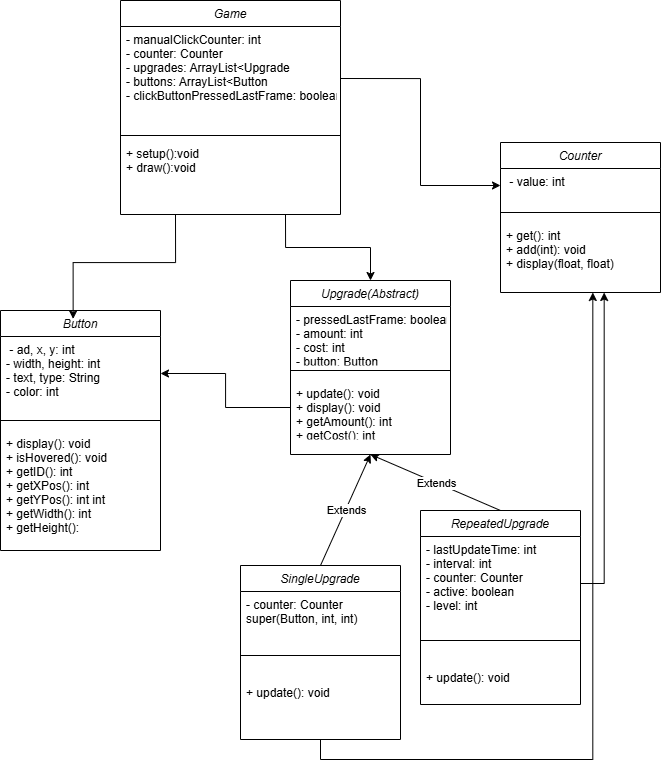 Game
- manualClickCounter: int
- counter: Counter
- upgrades: ArrayList<Upgrade
- buttons: ArrayList<Button
- clickButtonPressedLastFrame: boolea
+ setup():void
+ draw():void
Counter
- value: int
+ get(): int
+ add(int): void
+ display(float, float)
Upgrade(Abstract)
- pressedLastFrame: boolea
- amount: int
- cost: int
- button: Button
+ update(): void
+ display(): void
+ getAmount(): int
+ getCost(): int
Button
- ad, x, y: int
- width, height: int
- text, type: String
- color: int
+ display(): void
+ isHovered(): void
+ getID(): int
+ getXPos(): int
+ getYPos(): int int
+ getWidth(): int
+ getHeight():
Extends
Extends
RepeatedUpgrade
- lastUpdateTime: int
- interval: int
- counter: Counter
- active: boolean
- level: int
+ update(): void
SingleUpgrade
- counter: Counter
super(Button, int, int)
+ update(): void